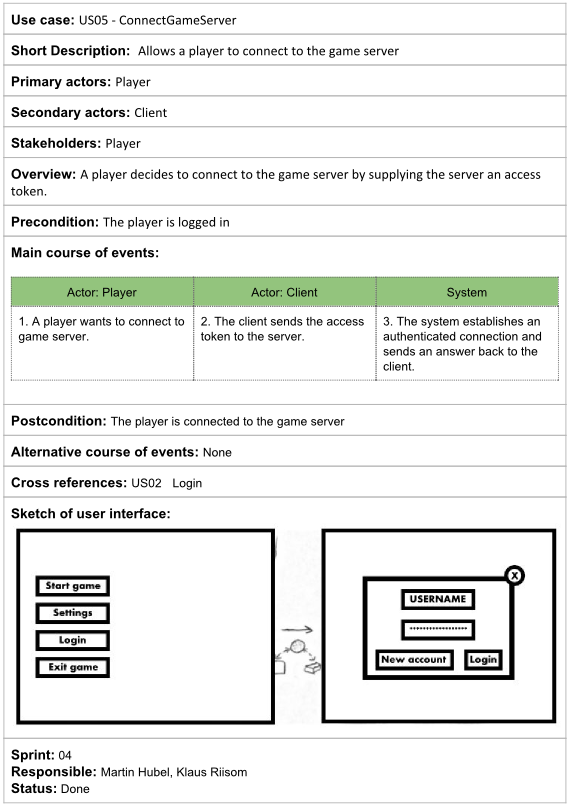 Use case: US05 - ConnectGameServer
Short Description: Allows a player to connect to the game server
Primary actors: Player
Secondary actors: Client
Stakeholders: Player
Overview: A player decides to connect to the game server by supplying the server an access
token.
Precondition: The player is logged in
Main course of events:
Actor: Player
Actor: Client
System
1. A player wants to connect to
game server.
2. The client sends the access
token to the server.
3. The system establishes an
authenticated connection and
sends an answer back to the
client.
Postcondition: The player is connected to the game server
Alternative course of events: None
Cross references: US02 Login
Sketch of user interface:
Start game
Settings
Login
Exit game
X
USERNAME
••••••••••••••••••
New account
Login
Sprint: 04
Responsible: Martin Hubel, Klaus Riisom
Status: Done